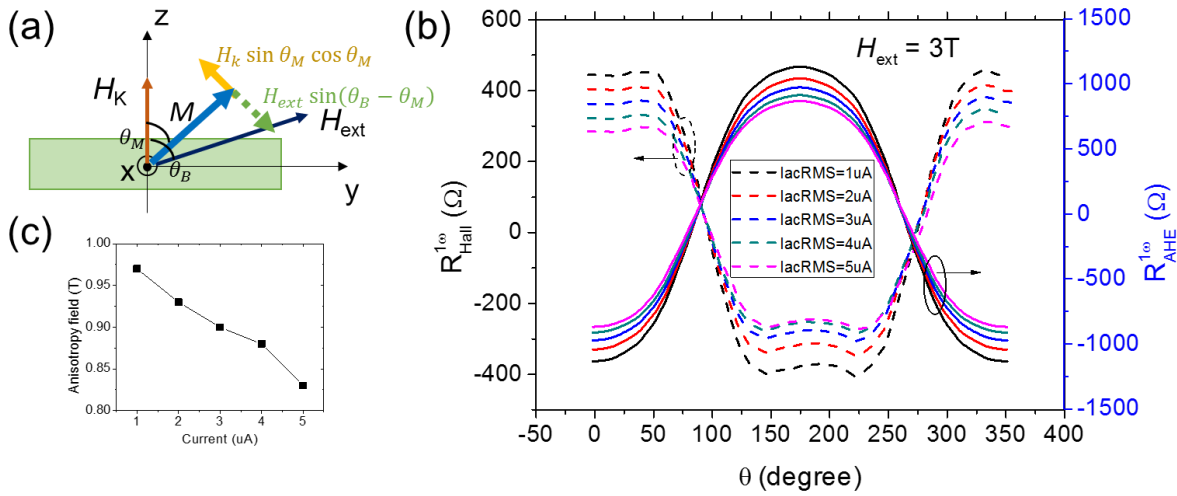 (a)
z
H_k sin θ_M cos θ_M
H_K
M
H_ext sin(θ_B − θ_M)
H_ext
θ_M
θ_B
x
y
(b)
H_ext = 3T
600
400
200
0
-200
-400
R^1ω_Hall (Ω)
1500
1000
500
0
-500
-1000
-1500
R^1ω_AHE (Ω)
IacRMS=1uA
IacRMS=2uA
IacRMS=3uA
IacRMS=4uA
IacRMS=5uA
-50 0 50 100 150 200 250 300 350 400
θ (degree)
(c)
1.00
0.95
0.90
0.85
0.80
Anisotropy field (T)
1 2 3 4 5
Current (uA)